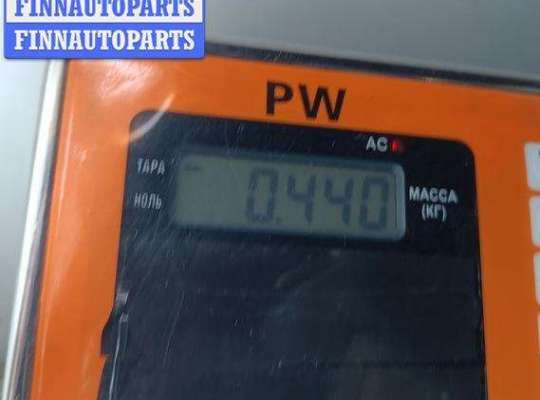 FINNAUTOPARTS
FINNAUTOPARTS
PW
AC
ТАРА
0.440
НОЛЬ
МАССА
(КГ)